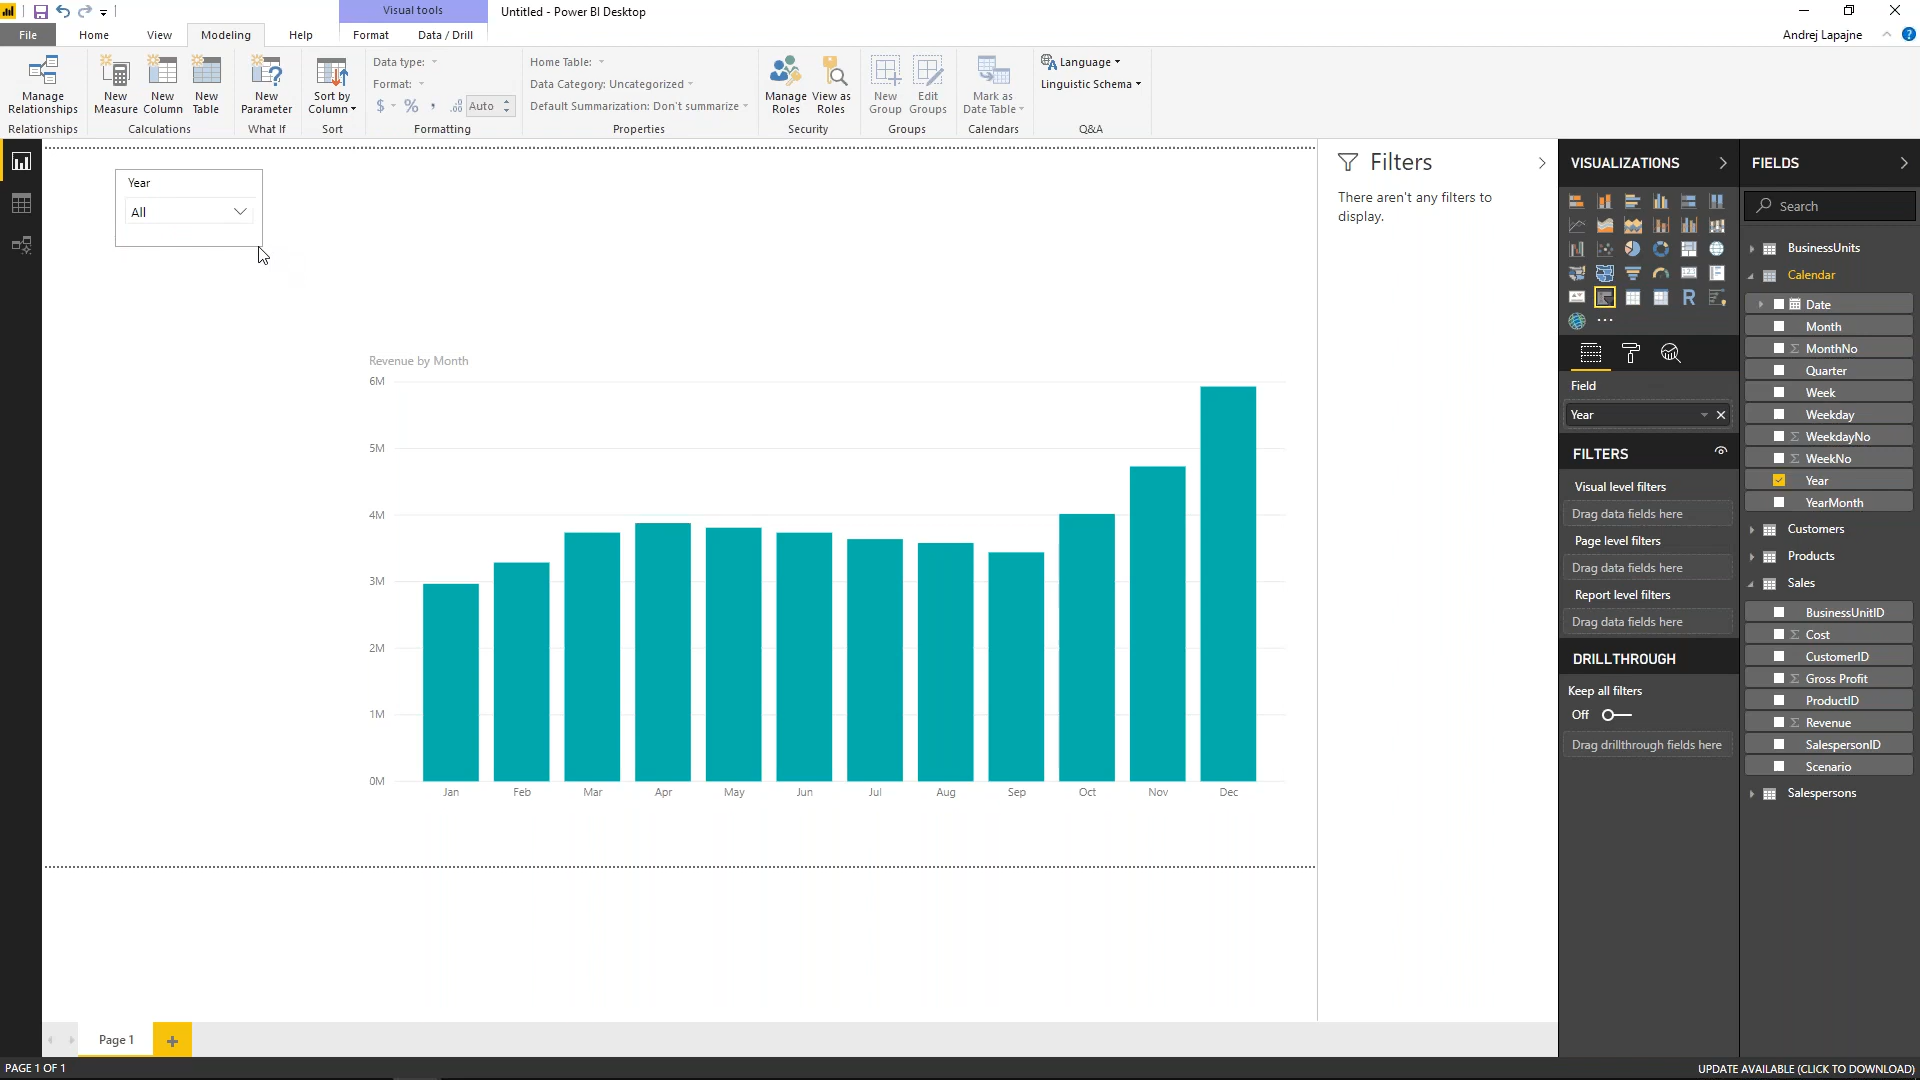 Visual tools
Untitled - Power BI Desktop
File
Home
View
Modeling
Help
Format
Data / Drill
Andrej Lapajne
?
Manage Relationships
New Measure
New Column
New Table
New Parameter
Sort by Column
Data type:
Format:
$ % , .00 Auto
Home Table:
Data Category: Uncategorized
Default Summarization: Don't summarize
Manage Roles
View as Roles
New Group
Edit Groups
Mark as Date Table
Language
Linguistic Schema
Relationships
Calculations
What If
Sort
Formatting
Properties
Security
Groups
Calendars
Q&A
Year
All
Revenue by Month
6M
5M
4M
3M
2M
1M
0M
Jan Feb Mar Apr May Jun Jul Aug Sep Oct Nov Dec
Filters
There aren't any filters to
display.
VISUALIZATIONS
R
Field
Year
FILTERS
Visual level filters
Drag data fields here
Page level filters
Drag data fields here
Report level filters
Drag data fields here
DRILLTHROUGH
Keep all filters
Off
Drag drillthrough fields here
FIELDS
Search
BusinessUnits
Calendar
Date
Month
Σ MonthNo
Quarter
Week
Weekday
Σ WeekdayNo
Σ WeekNo
Year
YearMonth
Customers
Products
Sales
BusinessUnitID
Σ Cost
CustomerID
Σ Gross Profit
ProductID
Σ Revenue
SalespersonID
Scenario
Salespersons
Page 1
+
PAGE 1 OF 1
UPDATE AVAILABLE (CLICK TO DOWNLOAD)